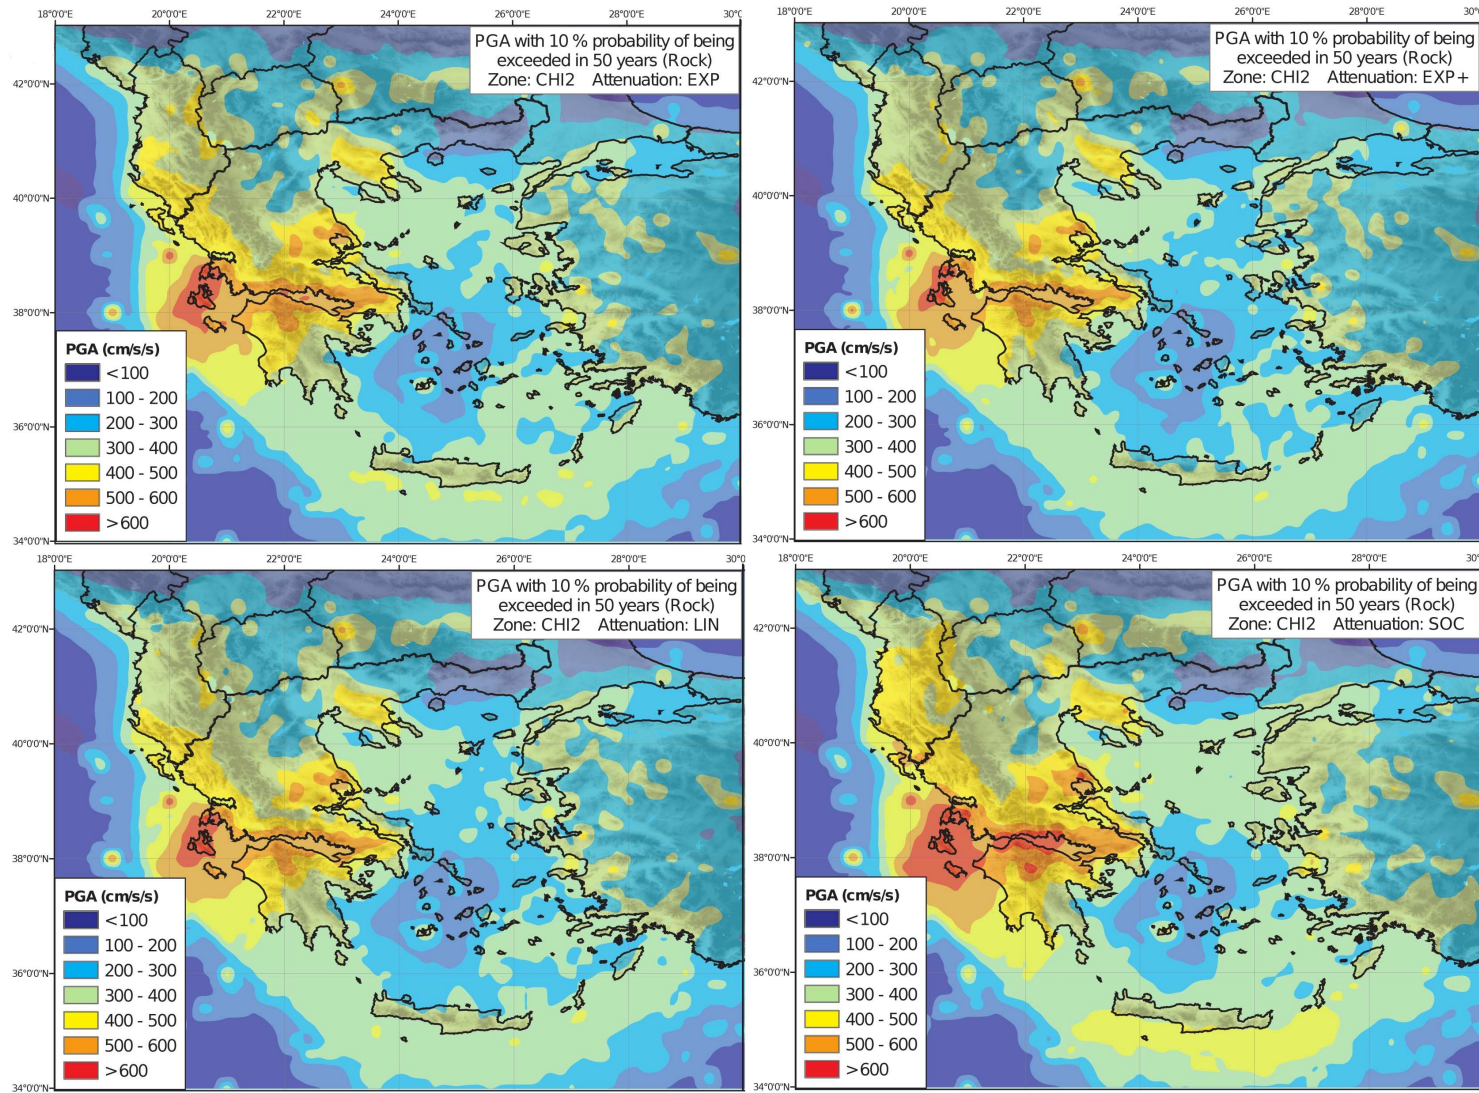 18°0'0"E 20°0'0"E 22°0'0"E 24°0'0"E 26°0'0"E 28°0'0"E 30°0
PGA with 10 % probability of being
exceeded in 50 years (Rock)
Zone: CHI2 Attenuation: EXP
42°0'0"N
40°0'0"N
38°0'0"N
36°0'0"N
34°0'0"N
PGA (cm/s/s)
<100
100 - 200
200 - 300
300 - 400
400 - 500
500 - 600
>600
18°0'0"E 20°0'0"E 22°0'0"E 24°0'0"E 26°0'0"E 28°0'0"E 30°0
PGA with 10 % probability of being
exceeded in 50 years (Rock)
Zone: CHI2 Attenuation: EXP+
42°0'0"N
40°0'0"N
38°0'0"N
36°0'0"N
34°0'0"N
PGA (cm/s/s)
<100
100 - 200
200 - 300
300 - 400
400 - 500
500 - 600
>600
18°0'0"E 20°0'0"E 22°0'0"E 24°0'0"E 26°0'0"E 28°0'0"E 30°0
PGA with 10 % probability of being
exceeded in 50 years (Rock)
Zone: CHI2 Attenuation: LIN
42°0'0"N
40°0'0"N
38°0'0"N
36°0'0"N
34°0'0"N
PGA (cm/s/s)
<100
100 - 200
200 - 300
300 - 400
400 - 500
500 - 600
>600
18°0'0"E 20°0'0"E 22°0'0"E 24°0'0"E 26°0'0"E 28°0'0"E 30°
PGA with 10 % probability of being
exceeded in 50 years (Rock)
Zone: CHI2 Attenuation: SOC
42°0'0"N
40°0'0"N
38°0'0"N
36°0'0"N
34°0'0"N
PGA (cm/s/s)
<100
100 - 200
200 - 300
300 - 400
400 - 500
500 - 600
>600